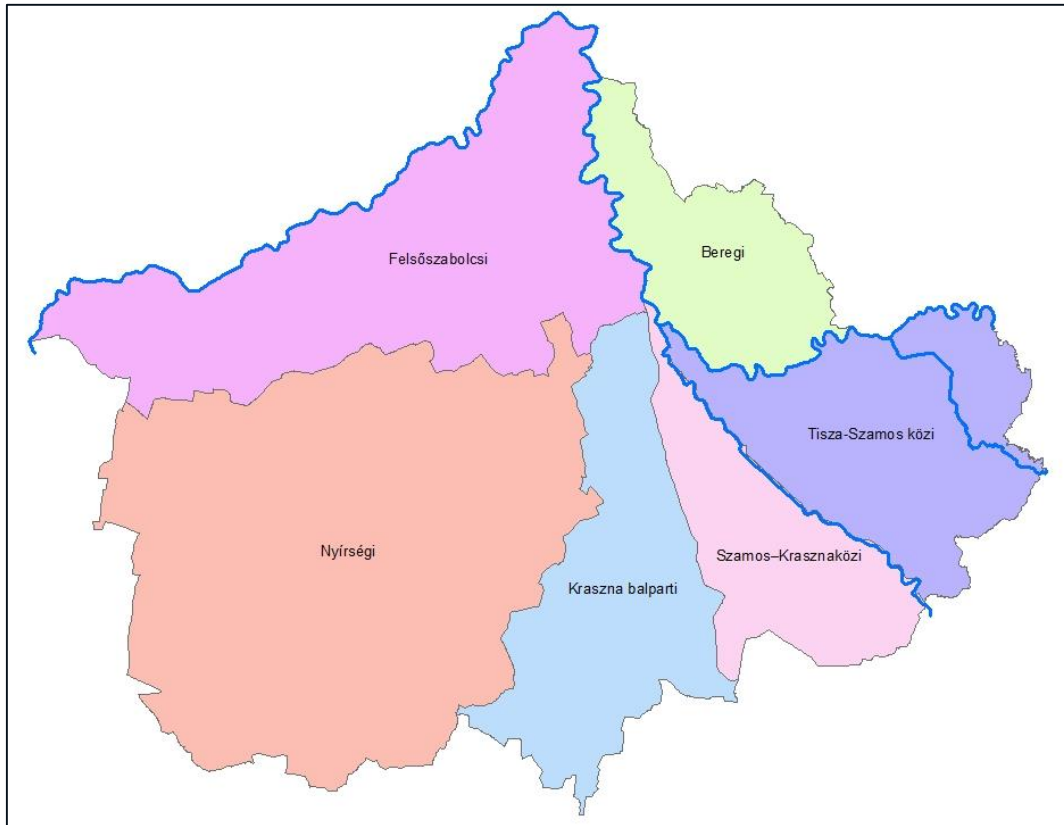 Beregi
Felsőszabolcsi
Tisza-Szamos közi
Nyírségi
Szamos–Krasznaközi
Kraszna balparti